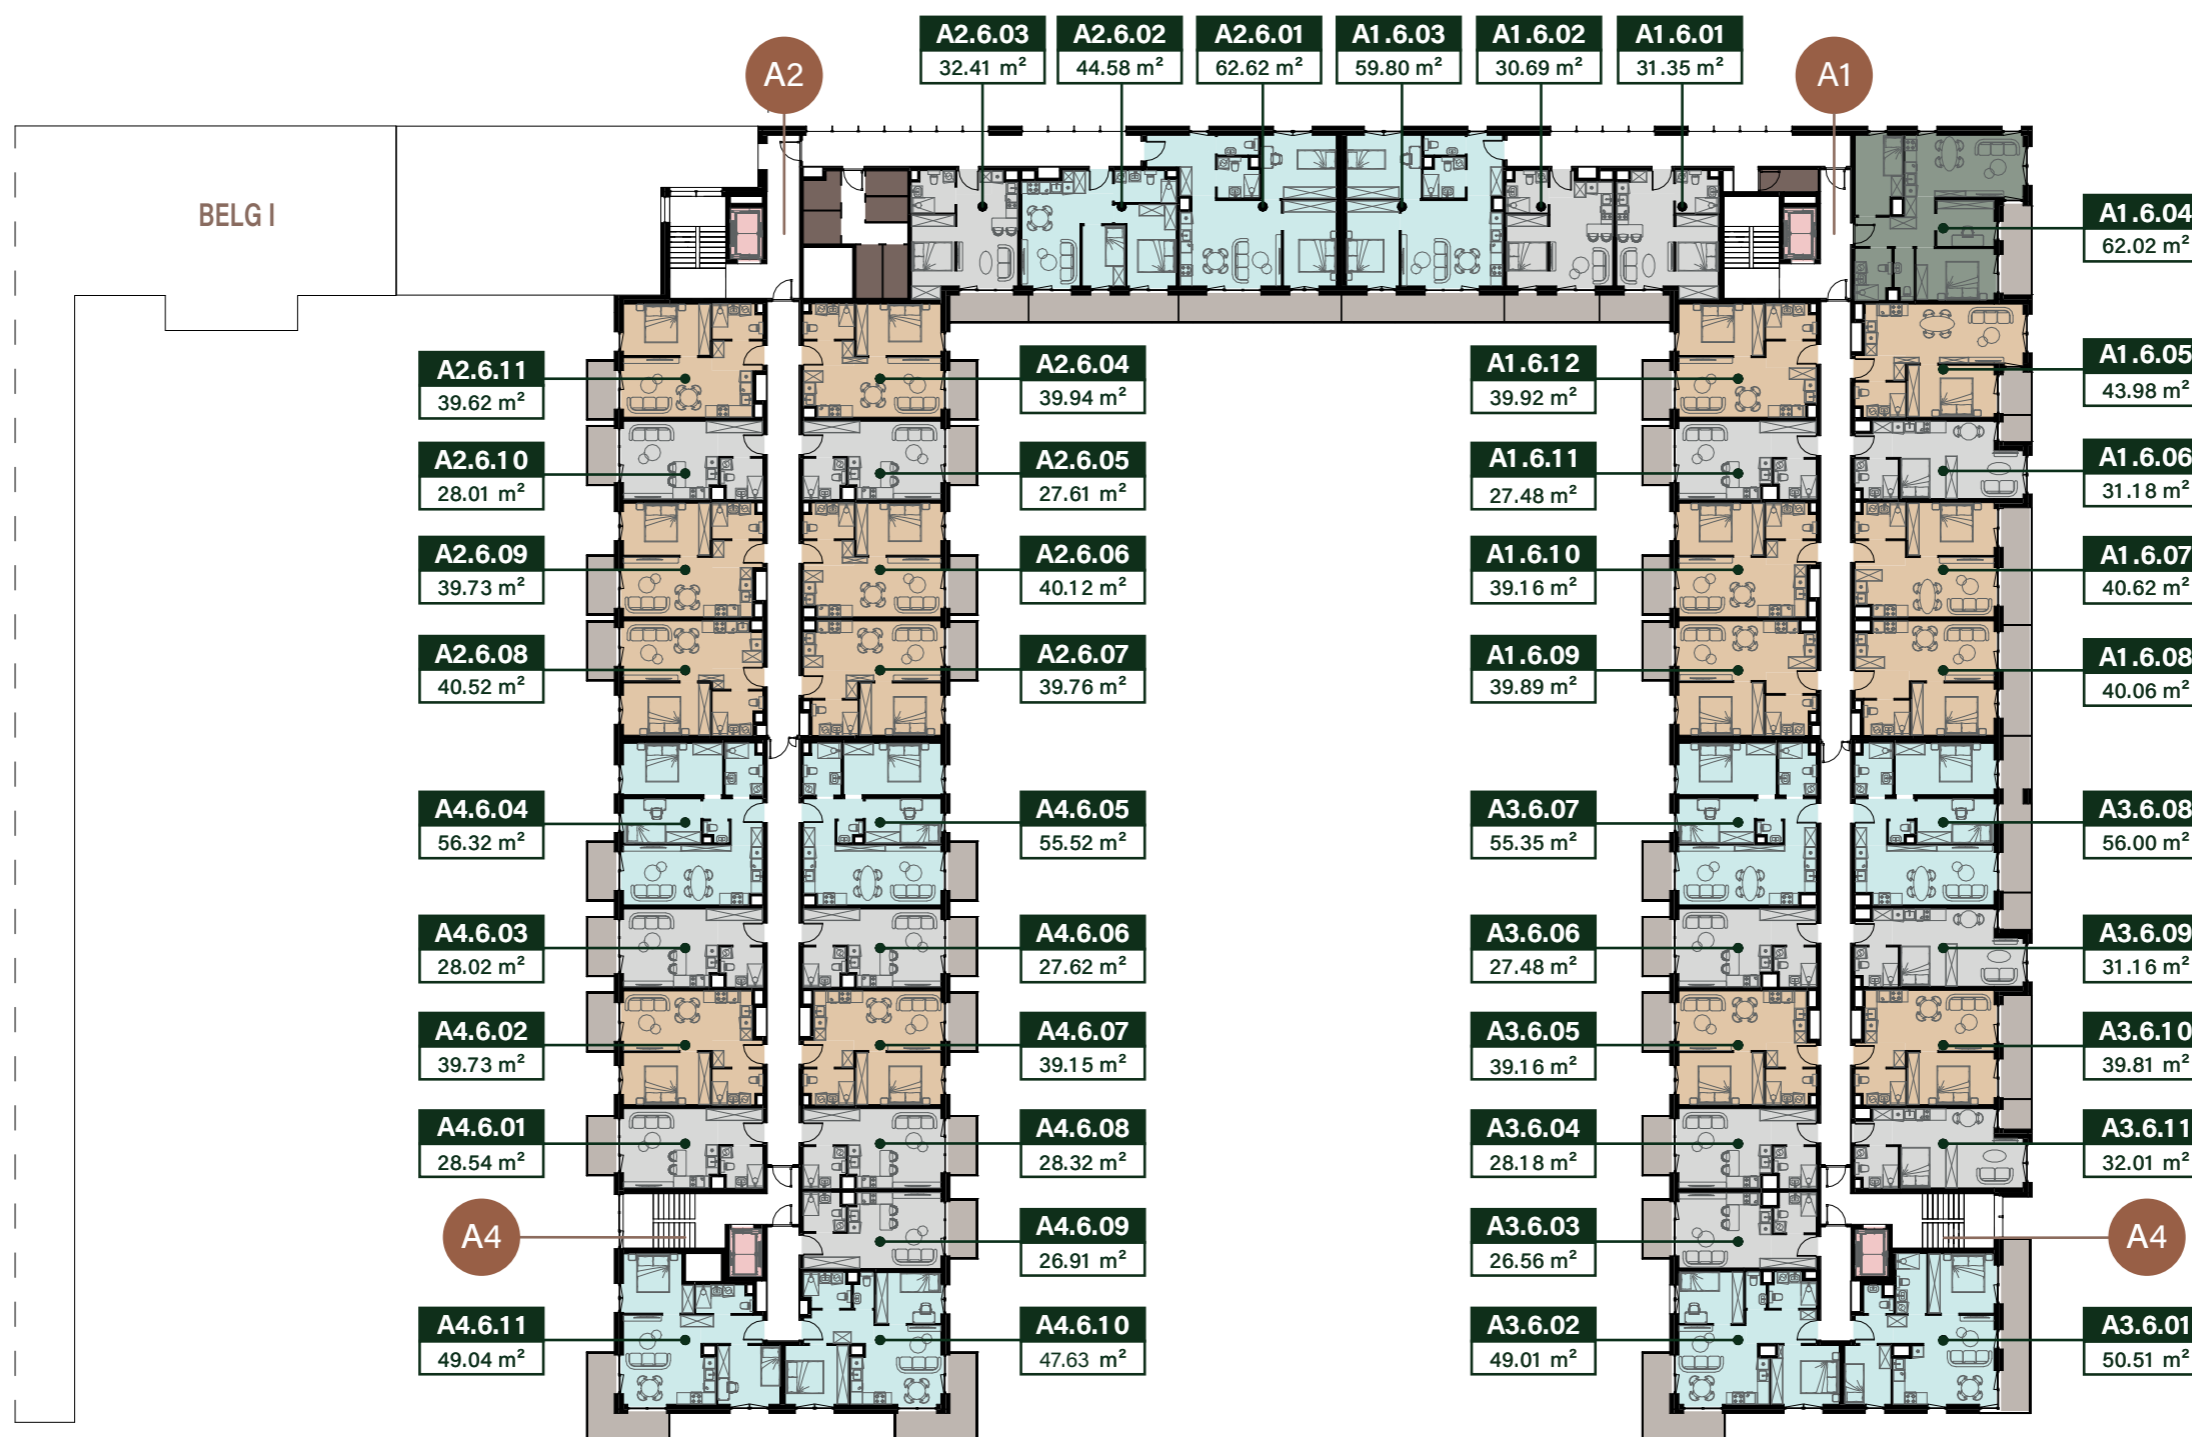 A2.6.03
32.41 m²
A2.6.02
44.58 m²
A2.6.01
62.62 m²
A1.6.03
59.80 m²
A1.6.02
30.69 m²
A1.6.01
31.35 m²
A2
A1
BELG I
A1.6.04
62.02 m²
A2.6.11
39.62 m²
A2.6.04
39.94 m²
A1.6.12
39.92 m²
A1.6.05
43.98 m²
A2.6.10
28.01 m²
A2.6.05
27.61 m²
A1.6.11
27.48 m²
A1.6.06
31.18 m²
A2.6.09
39.73 m²
A2.6.06
40.12 m²
A1.6.10
39.16 m²
A1.6.07
40.62 m²
A2.6.08
40.52 m²
A2.6.07
39.76 m²
A1.6.09
39.89 m²
A1.6.08
40.06 m²
A4.6.04
56.32 m²
A4.6.05
55.52 m²
A3.6.07
55.35 m²
A3.6.08
56.00 m²
A4.6.03
28.02 m²
A4.6.06
27.62 m²
A3.6.06
27.48 m²
A3.6.09
31.16 m²
A4.6.02
39.73 m²
A4.6.07
39.15 m²
A3.6.05
39.16 m²
A3.6.10
39.81 m²
A4.6.01
28.54 m²
A4.6.08
28.32 m²
A3.6.04
28.18 m²
A3.6.11
32.01 m²
A4
A4.6.09
26.91 m²
A3.6.03
26.56 m²
A4
A4.6.11
49.04 m²
A4.6.10
47.63 m²
A3.6.02
49.01 m²
A3.6.01
50.51 m²